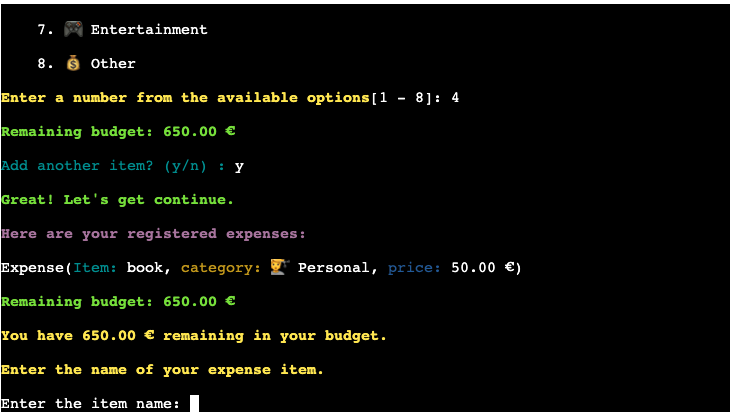 7. 🎮 Entertainment
8. 💰 Other
Enter a number from the available options[1 - 8]: 4
Remaining budget: 650.00 €
Add another item? (y/n) : y
Great! Let's get continue.
Here are your registered expenses:
Expense(Item: book, category: 💇 Personal, price: 50.00 €)
Remaining budget: 650.00 €
You have 650.00 € remaining in your budget.
Enter the name of your expense item.
Enter the item name: